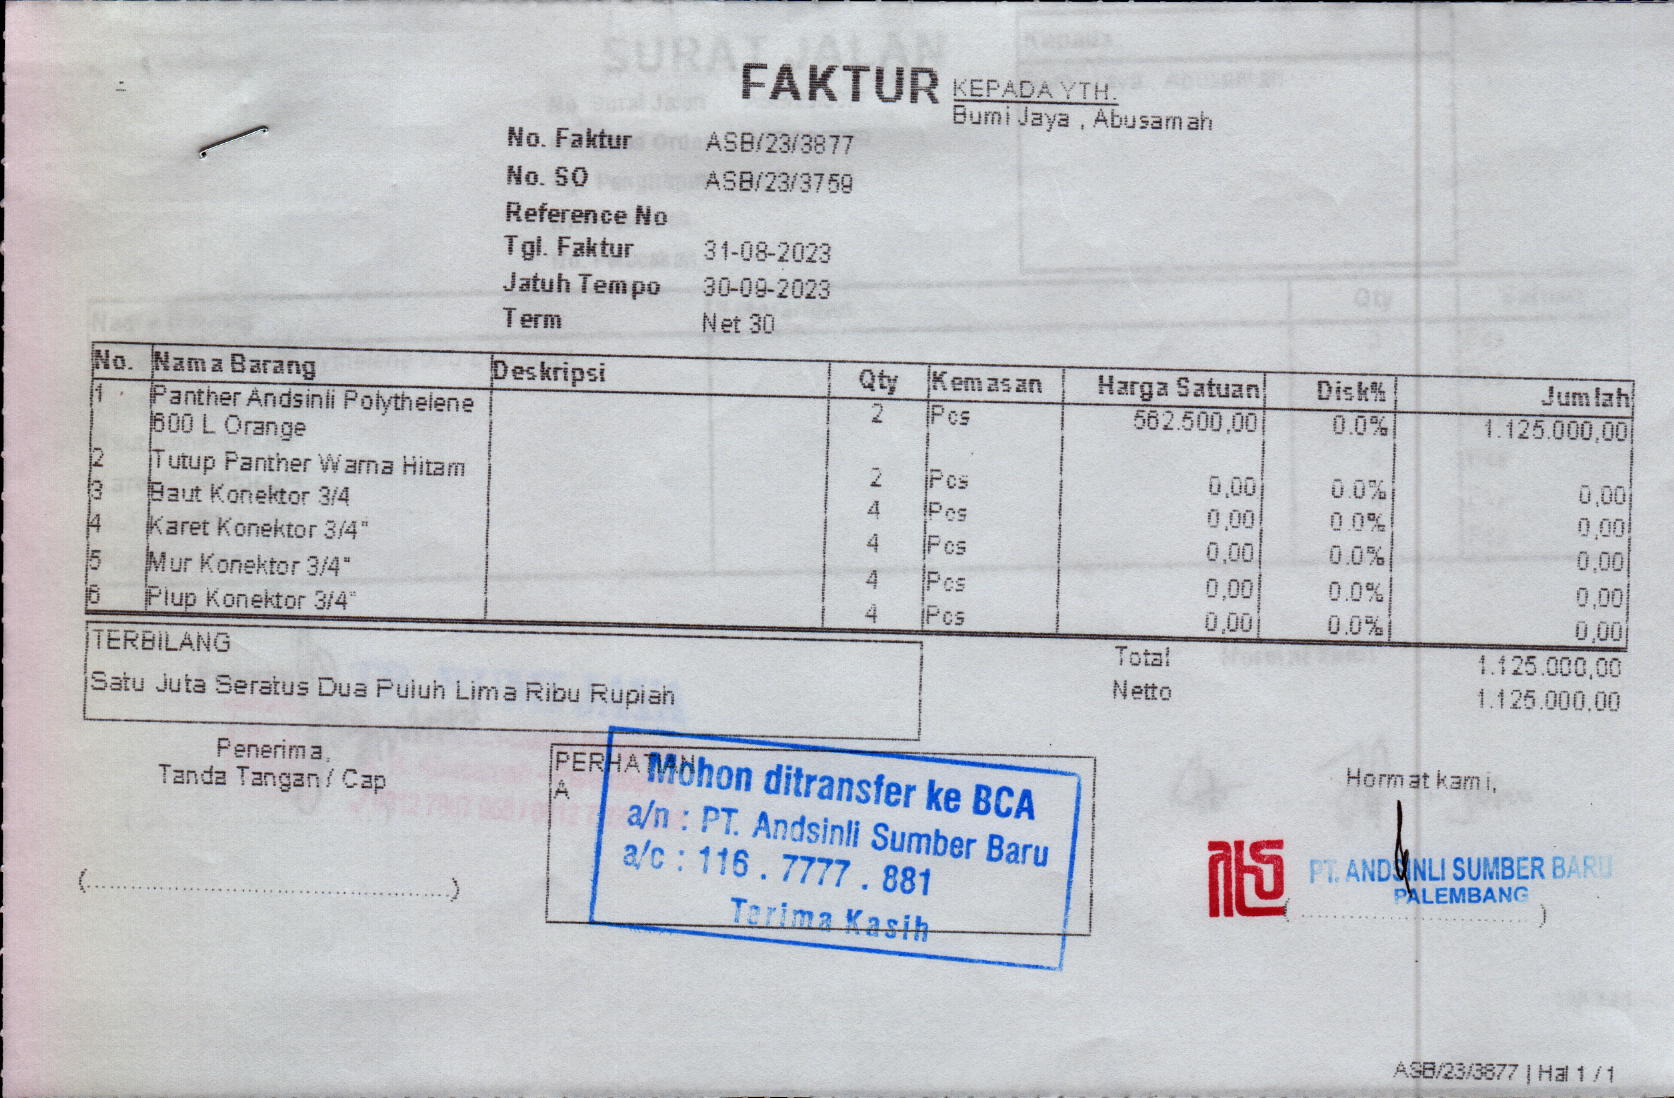 FAKTUR
KEPADA YTH.
Bumi Jaya , Abusamah
No. Faktur ASB/23/3877
No. SO ASB/23/3759
Reference No
Tgl. Faktur 31-08-2023
Jatuh Tempo 30-09-2023
Term Net 30
No. Nama Barang Deskripsi Qty Kemasan Harga Satuan Disk% Jumlah
1 Panther Andsinli Polythelene 2 Pcs 562.500,00 0.0% 1.125.000,00
600 L Orange
2 Tutup Panther Warna Hitam 2 Pcs 0,00 0.0% 0,00
3 Baut Konektor 3/4 4 Pcs 0,00 0.0% 0,00
4 Karet Konektor 3/4" 4 Pcs 0,00 0.0% 0,00
5 Mur Konektor 3/4" 4 Pcs 0,00 0.0% 0,00
6 Plup Konektor 3/4" 4 Pcs 0,00 0.0% 0,00
TERBILANG
Satu Juta Seratus Dua Puluh Lima Ribu Rupiah
Total 1.125.000,00
Netto 1.125.000,00
Penerima,
Tanda Tangan / Cap
PERHATIAN
A
Mohon ditransfer ke BCA
a/n : PT. Andsinli Sumber Baru
a/c : 116 . 7777 . 881
Terima Kasih
Hormat kami,
PT. ANDSINLI SUMBER BARU
PALEMBANG
SURAT JALAN
ASB/23/3877 | Hal 1 / 1